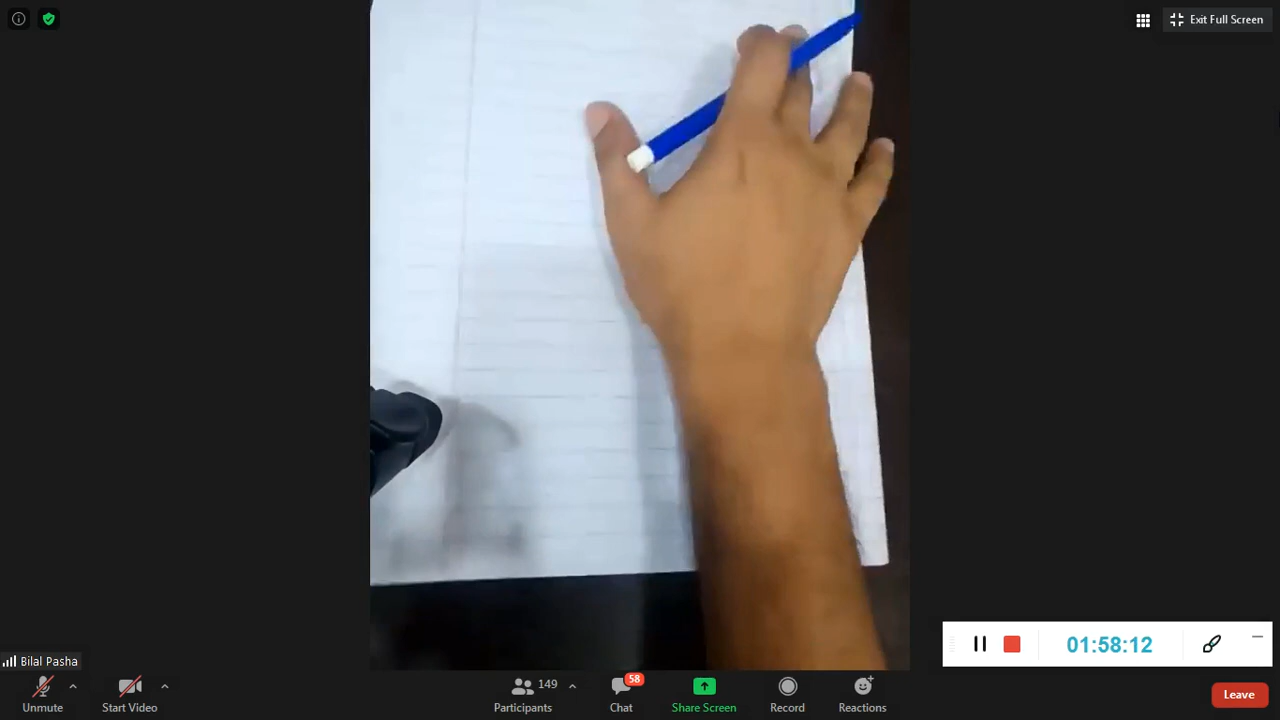 Exit Full Screen
Bilal Pasha
01:58:12
Unmute
Start Video
149
Participants
58
Chat
Share Screen
Record
Reactions
Leave